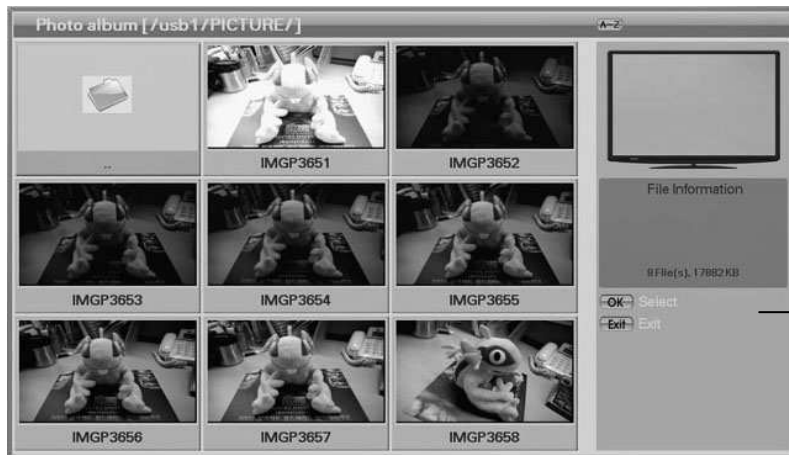 Photo album [/usb1/PICTURE/]
A-Z
..
IMGP3651
IMGP3652
File Information
8 File(s), 17882 KB
IMGP3653
IMGP3654
IMGP3655
OK Select
Exit Exit
IMGP3656
IMGP3657
IMGP3658